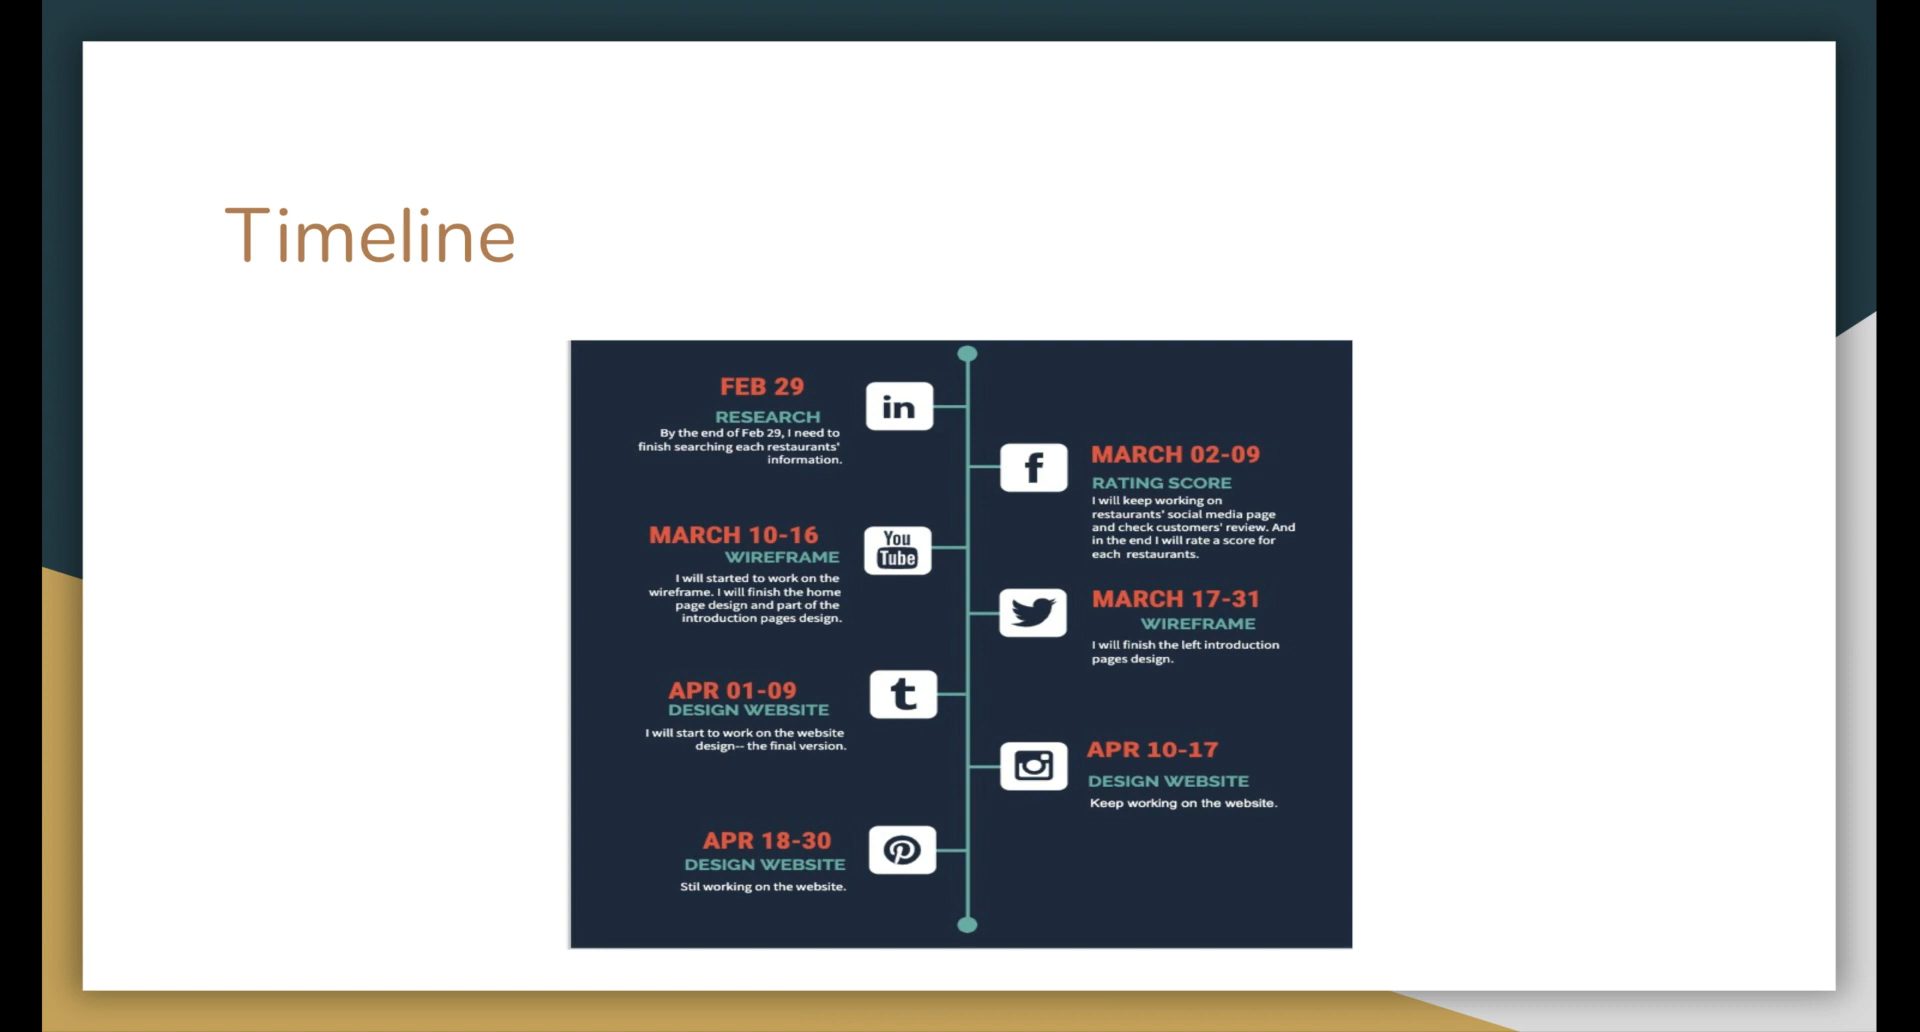 Timeline
FEB 29
RESEARCH
By the end of Feb 29, I need to
finish searching each restaurants'
information.
in
f
MARCH 02-09
RATING SCORE
I will keep working on
restaurants' social media page
and check customers' review. And
in the end I will rate a score for
each restaurants.
MARCH 10-16
WIREFRAME
I will started to work on the
wireframe. I will finish the home
page design and part of the
introduction pages design.
You
Tube
MARCH 17-31
WIREFRAME
I will finish the left introduction
pages design.
APR 01-09
DESIGN WEBSITE
I will start to work on the website
design-- the final version.
t
APR 10-17
DESIGN WEBSITE
Keep working on the website.
APR 18-30
DESIGN WEBSITE
Stil working on the website.